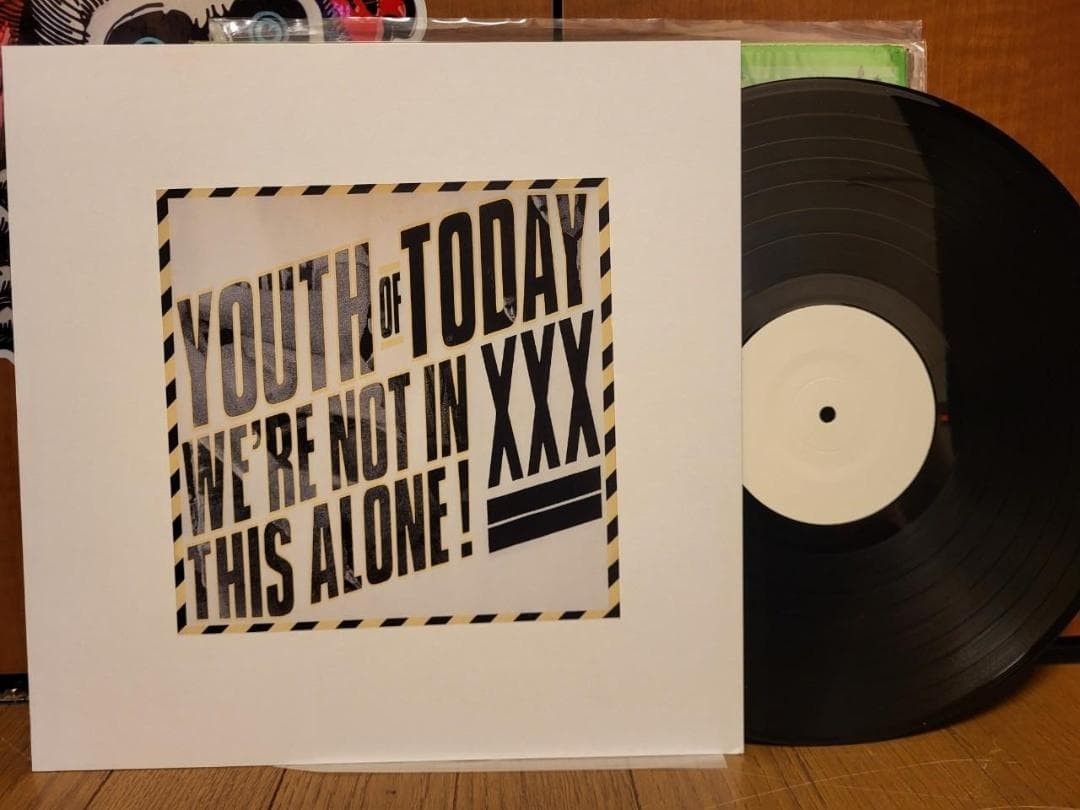 YOUTH OF TODAY
WE'RE NOT IN
THIS ALONE!
XXX